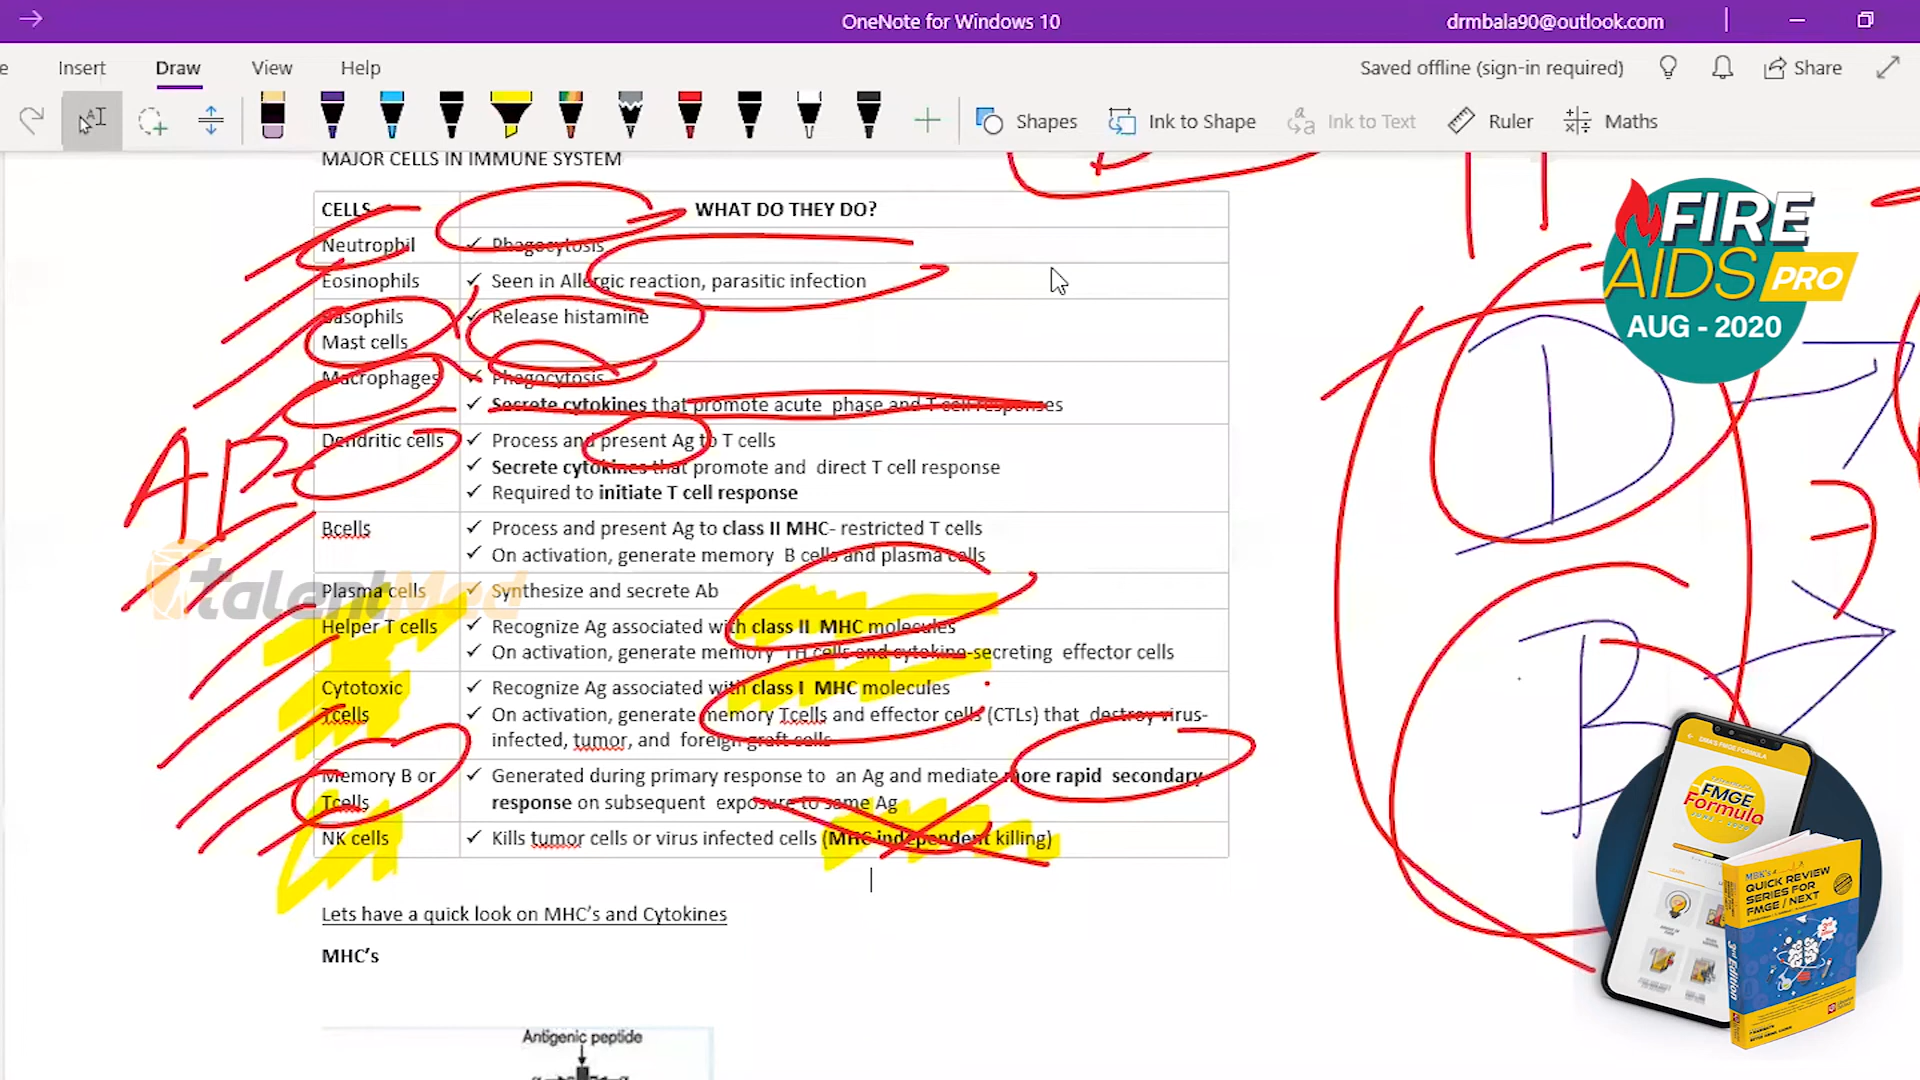 OneNote for Windows 10
drmbala90@outlook.com
Insert
Draw
View
Help
Saved offline (sign-in required)
Share
Shapes
Ink to Shape
Ink to Text
Ruler
Maths
MAJOR CELLS IN IMMUNE SYSTEM
CELLS WHAT DO THEY DO?
Neutrophil ✓ Phagocytosis
Eosinophils ✓ Seen in Allergic reaction, parasitic infection
Basophils ✓ Release histamine
Mast cells
Macrophages ✓ Phagocytosis
✓ Secrete cytokines that promote acute phase and T cell responses
Dendritic cells ✓ Process and present Ag to T cells
✓ Secrete cytokines that promote and direct T cell response
✓ Required to initiate T cell response
Bcells ✓ Process and present Ag to class II MHC- restricted T cells
✓ On activation, generate memory B cells and plasma cells
Plasma cells ✓ Synthesize and secrete Ab
Helper T cells ✓ Recognize Ag associated with class II MHC molecules
✓ On activation, generate memory TH cells and cytokine-secreting effector cells
Cytotoxic ✓ Recognize Ag associated with class I MHC molecules
Tcells ✓ On activation, generate memory Tcells and effector cells (CTLs) that destroy virus-
infected, tumor, and foreign graft cells
Memory B or ✓ Generated during primary response to an Ag and mediate more rapid secondary
Tcells response on subsequent exposure to same Ag
NK cells ✓ Kills tumor cells or virus infected cells (MHC independent killing)
Lets have a quick look on MHC's and Cytokines
MHC's
Antigenic peptide
talentMed
FIRE
AIDS PRO
AUG - 2020
FMGE
Formula
MBK's
QUICK REVIEW
SERIES FOR
FMGE / NEXT
3rd Edition